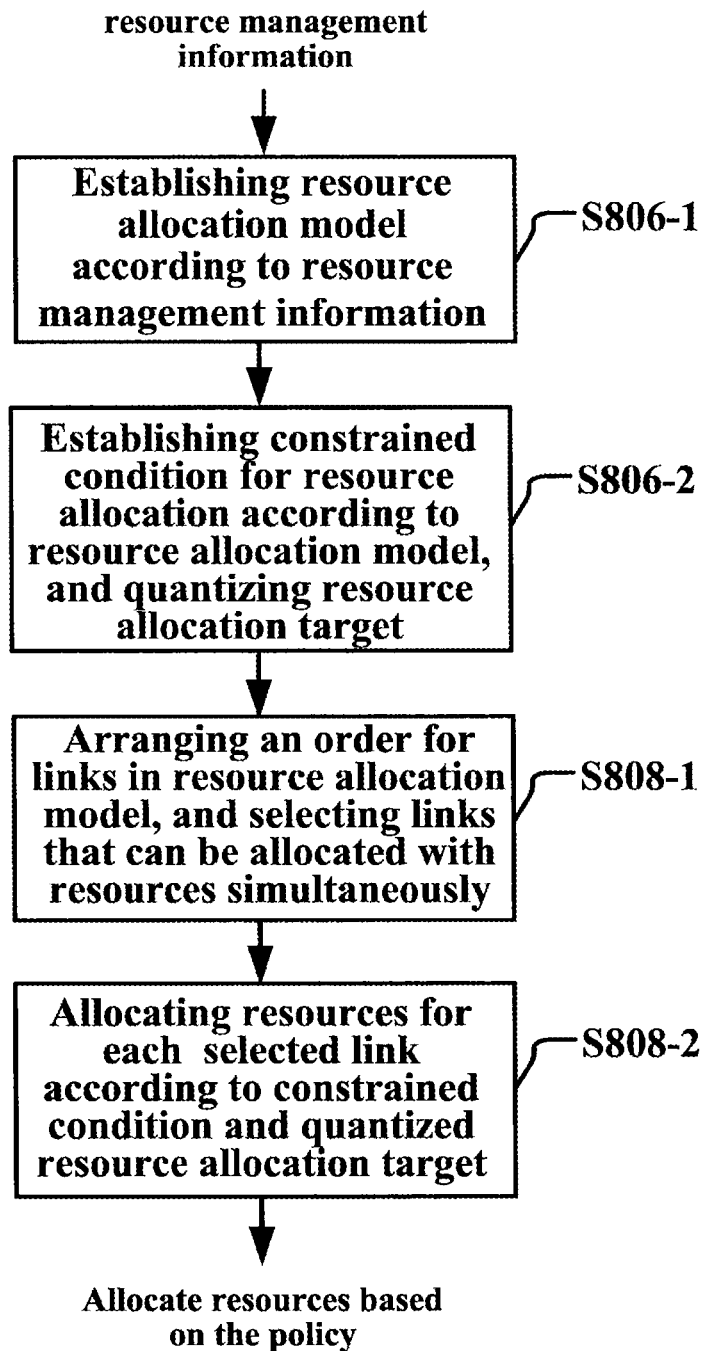 resource management
information
Establishing resource
allocation model
according to resource
management information
S806-1
Establishing constrained
condition for resource
allocation according to
resource allocation model,
and quantizing resource
allocation target
S806-2
Arranging an order for
links in resource allocation
model, and selecting links
that can be allocated with
resources simultaneously
S808-1
Allocating resources for
each selected link
according to constrained
condition and quantized
resource allocation target
S808-2
Allocate resources based
on the policy